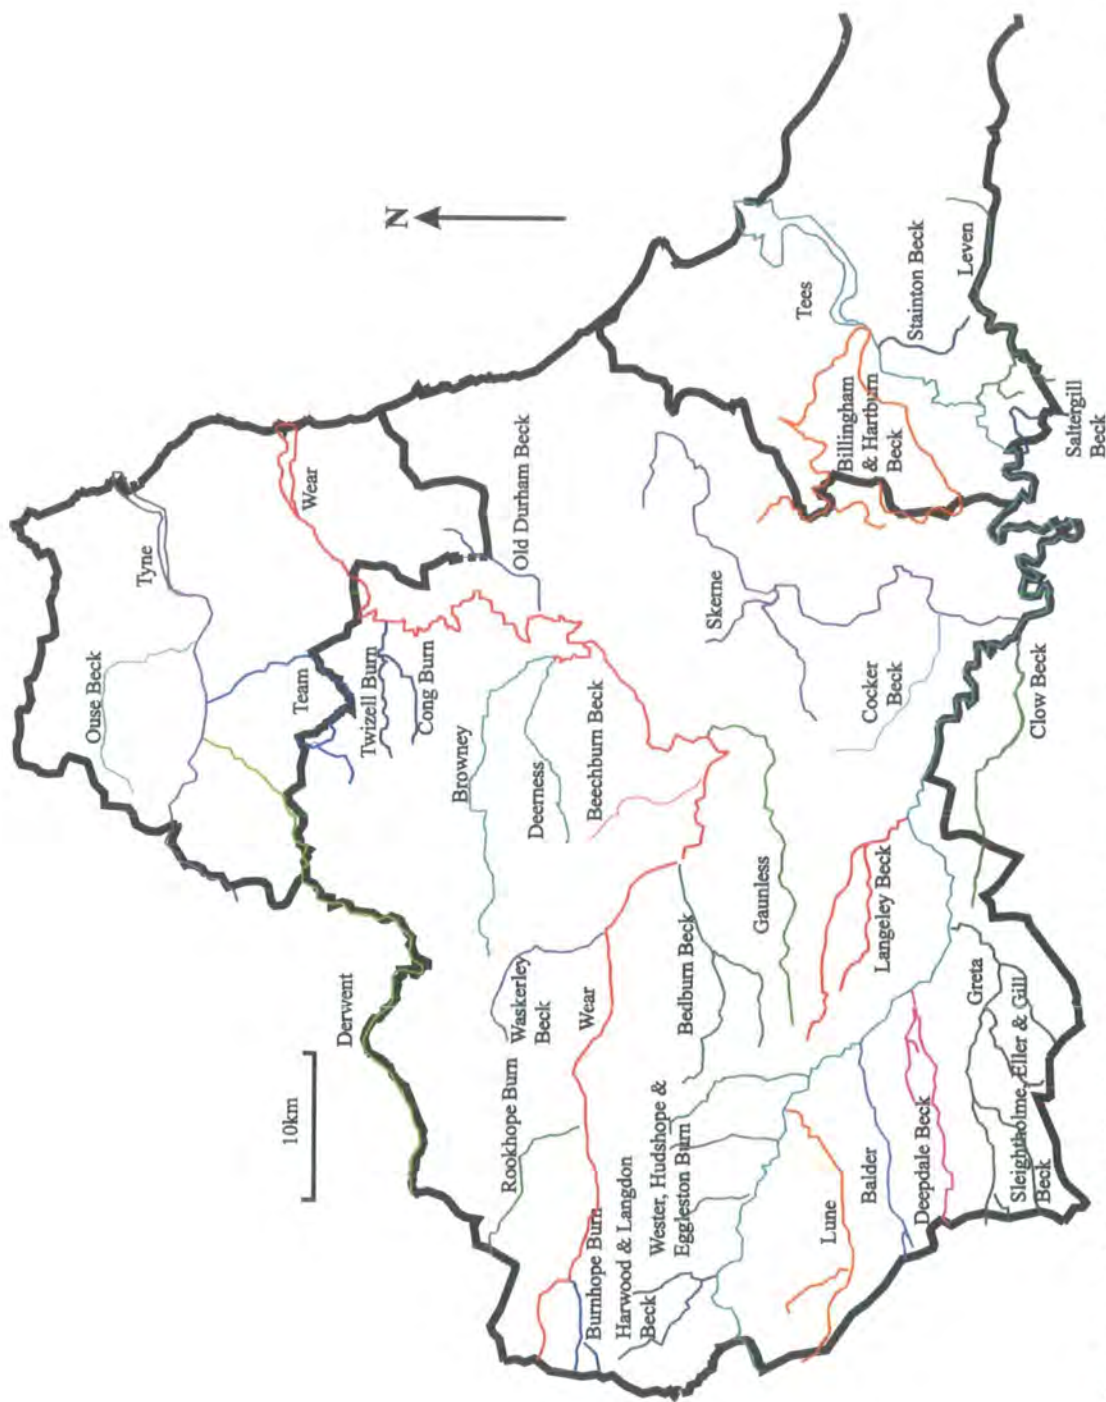 N
10km
Tyne
Ouse Beck
Team
Wear
Twizell Burn
Cong Burn
Old Durham Beck
Derwent
Browney
Deerness
Beechburn Beck
Waskerley
Beck
Wear
Rookhope Burn
Burnhope Burn
Harwood & Langdon
Beck
Wester, Hudshope &
Eggleston Burn
Bedburn Beck
Gaunless
Skerne
Cocker
Beck
Clow Beck
Langeley Beck
Lune
Balder
Deepdale Beck
Greta
Sleightholme, Eller & Gill
Beck
Tees
Billingham
& Hartburn
Beck
Stainton Beck
Leven
Saltergill
Beck